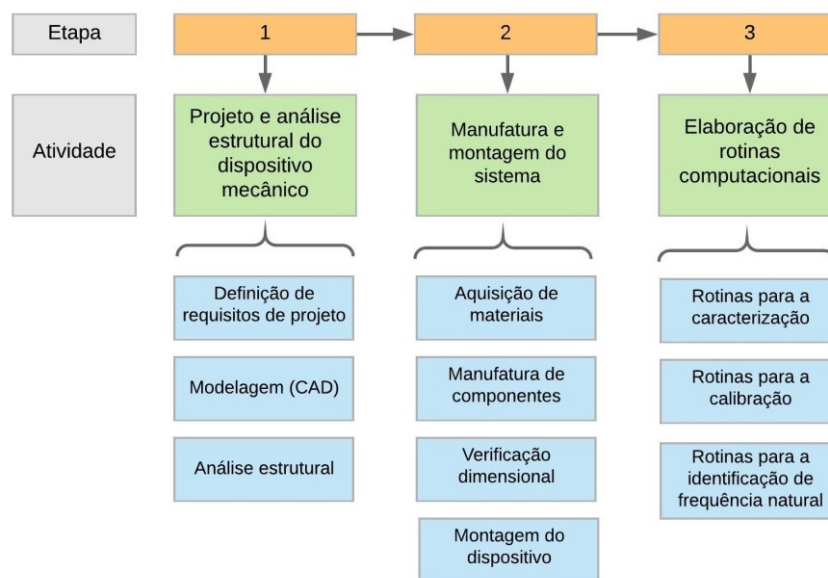 Etapa
1
2
3
Atividade
Projeto e análise
estrutural do
dispositivo
mecânico
Manufatura e
montagem do
sistema
Elaboração de
rotinas
computacionais
Definição de
requisitos de projeto
Modelagem (CAD)
Análise estrutural
Aquisição de
materiais
Manufatura de
componentes
Verificação
dimensional
Montagem do
dispositivo
Rotinas para a
caracterização
Rotinas para a
calibração
Rotinas para a
identificação de
frequência natural